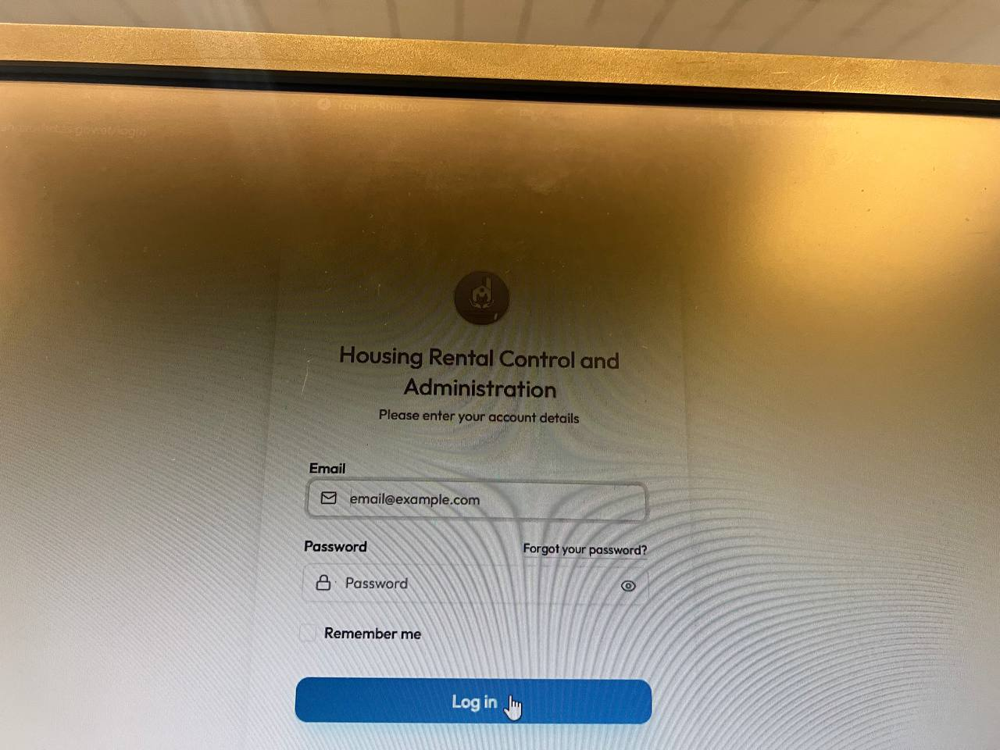 Housing Rental Control and
Administration
Please enter your account details
Email
email@example.com
Password
Forgot your password?
Password
Remember me
Log in